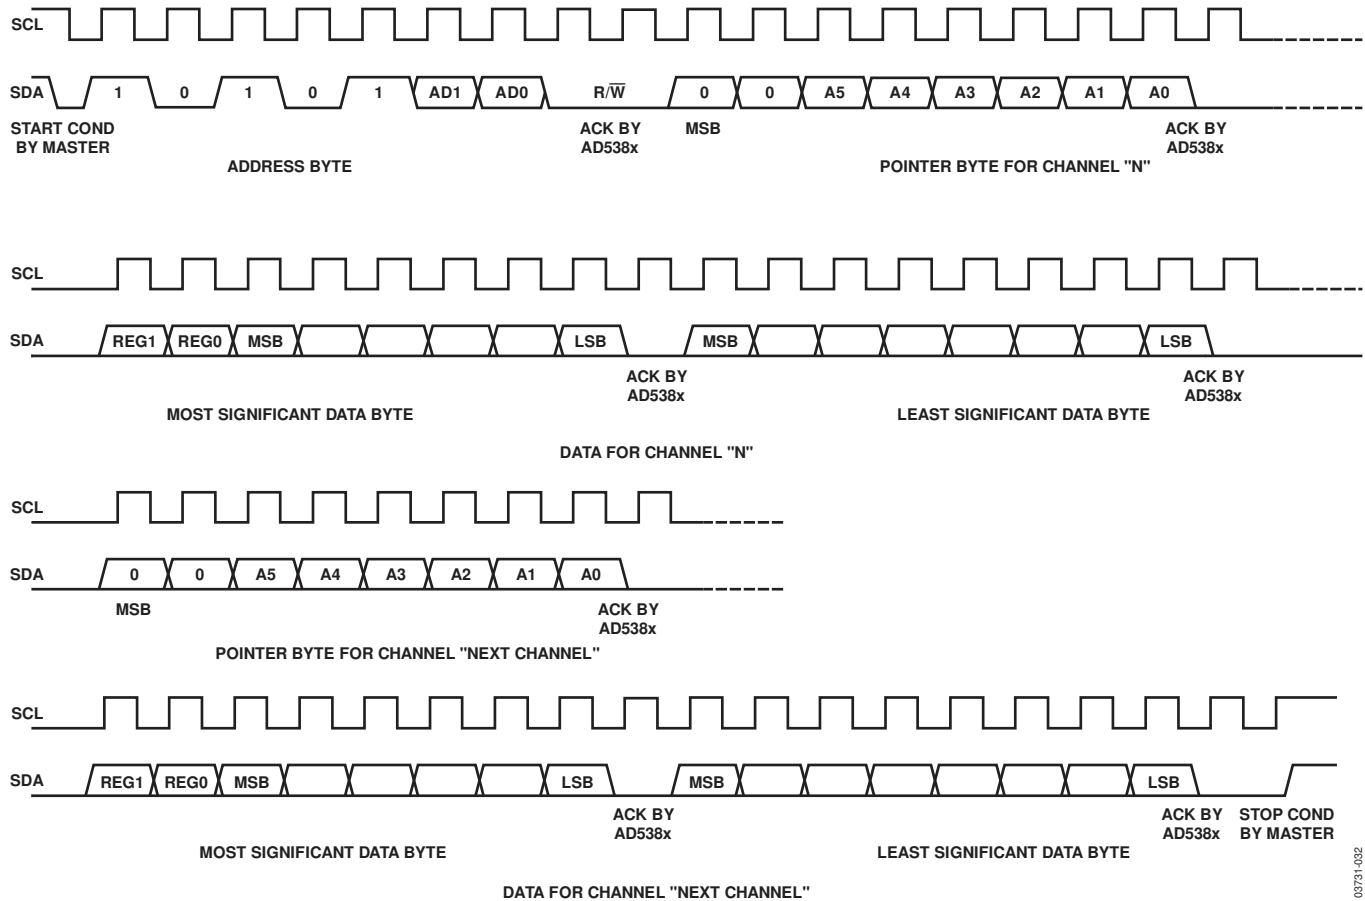 SCL
SDA 1 0 1 0 1 AD1 AD0 R/W̅ 0 0 A5 A4 A3 A2 A1 A0
START COND BY MASTER
ACK BY AD538x
MSB
ACK BY AD538x
ADDRESS BYTE
POINTER BYTE FOR CHANNEL "N"
SCL
SDA REG1 REG0 MSB LSB MSB LSB
ACK BY AD538x
ACK BY AD538x
MOST SIGNIFICANT DATA BYTE
LEAST SIGNIFICANT DATA BYTE
DATA FOR CHANNEL "N"
SCL
SDA 0 0 A5 A4 A3 A2 A1 A0
MSB
ACK BY AD538x
POINTER BYTE FOR CHANNEL "NEXT CHANNEL"
SCL
SDA REG1 REG0 MSB LSB MSB LSB
ACK BY AD538x
ACK BY AD538x
STOP COND BY MASTER
MOST SIGNIFICANT DATA BYTE
LEAST SIGNIFICANT DATA BYTE
DATA FOR CHANNEL "NEXT CHANNEL"
03731-032